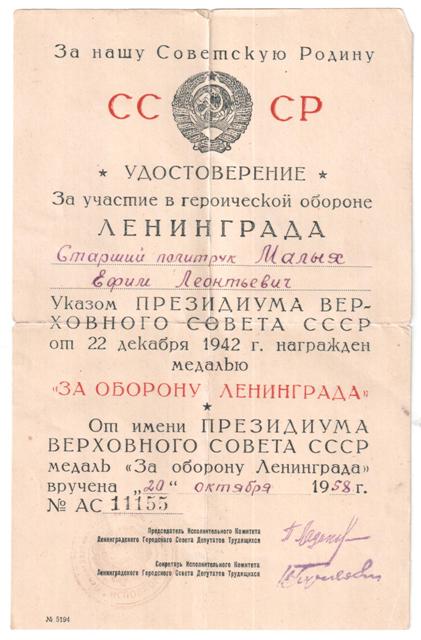 За нашу Советскую Родину
СС СР
★ УДОСТОВЕРЕНИЕ ★
За участие в героической обороне
ЛЕНИНГРАДА
Старший политрук Малых
Ефим Леонтьевич
Указом ПРЕЗИДИУМА ВЕР-
ХОВНОГО СОВЕТА СССР
от 22 декабря 1942 г. награжден
медалью
«ЗА ОБОРОНУ ЛЕНИНГРАДА»
★
От имени ПРЕЗИДИУМА
ВЕРХОВНОГО СОВЕТА СССР
медаль «За оборону Ленинграда»
вручена „20" октября 1958 г.
№ АС 11155
Председатель Исполнительного Комитета
Ленинградского Городского Совета Депутатов Трудящихся
Секретарь Исполнительного Комитета
Ленинградского Городского Совета Депутатов Трудящихся
№ 5194